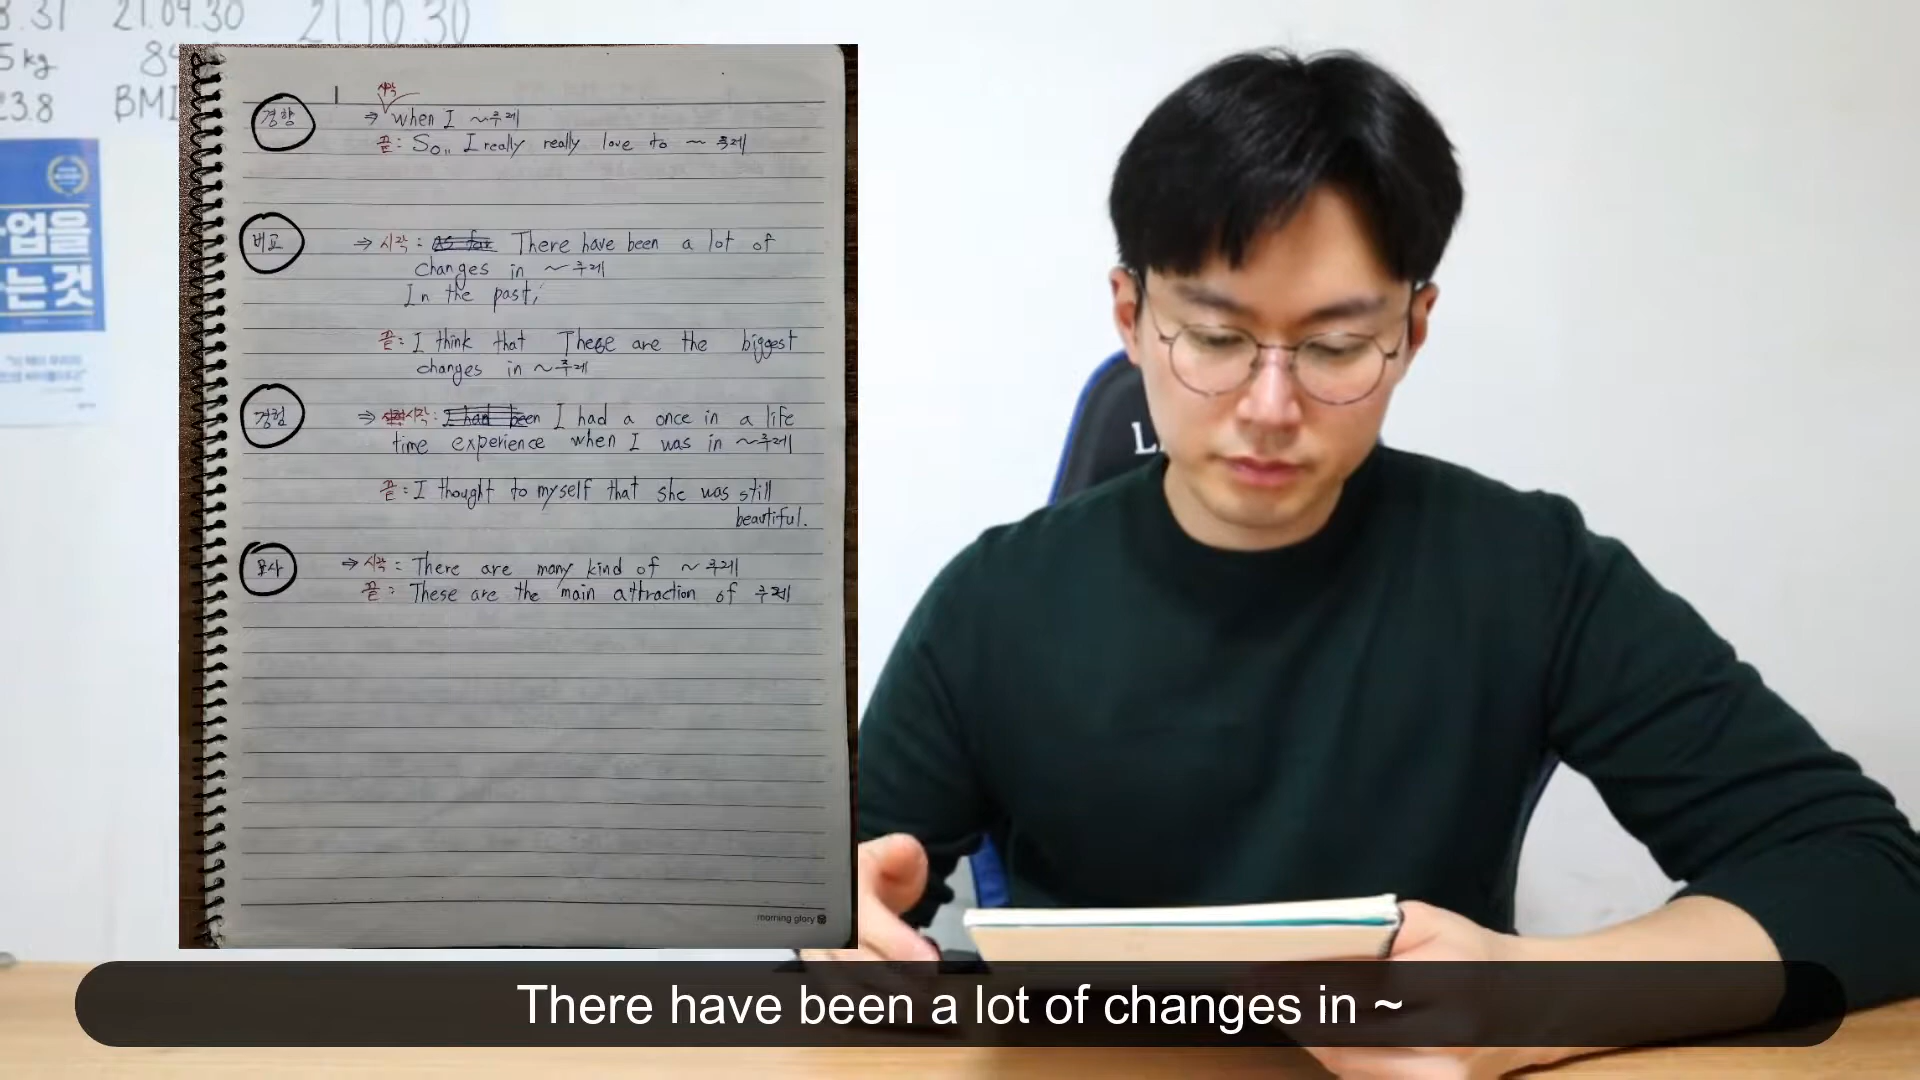 8.31 21.09.30 21.10.30
5kg 84
23.8 BMI
업을
는것
L
시작
경향 ⇒ when I ~주제
끝: So,, I really really love to ~ 주제
비교 ⇒ 시작: As for There have been a lot of
changes in ~주제
In the past,
끝: I think that These are the biggest
changes in ~주제
경험 ⇒ 시작: I had been I had a once in a life
time experience when I was in ~주제
끝: I thought to myself that she was still
beautiful.
묘사 ⇒ 시작: There are many kind of ~ 주제
끝: These are the main attraction of 주제
morning glory
There have been a lot of changes in ~